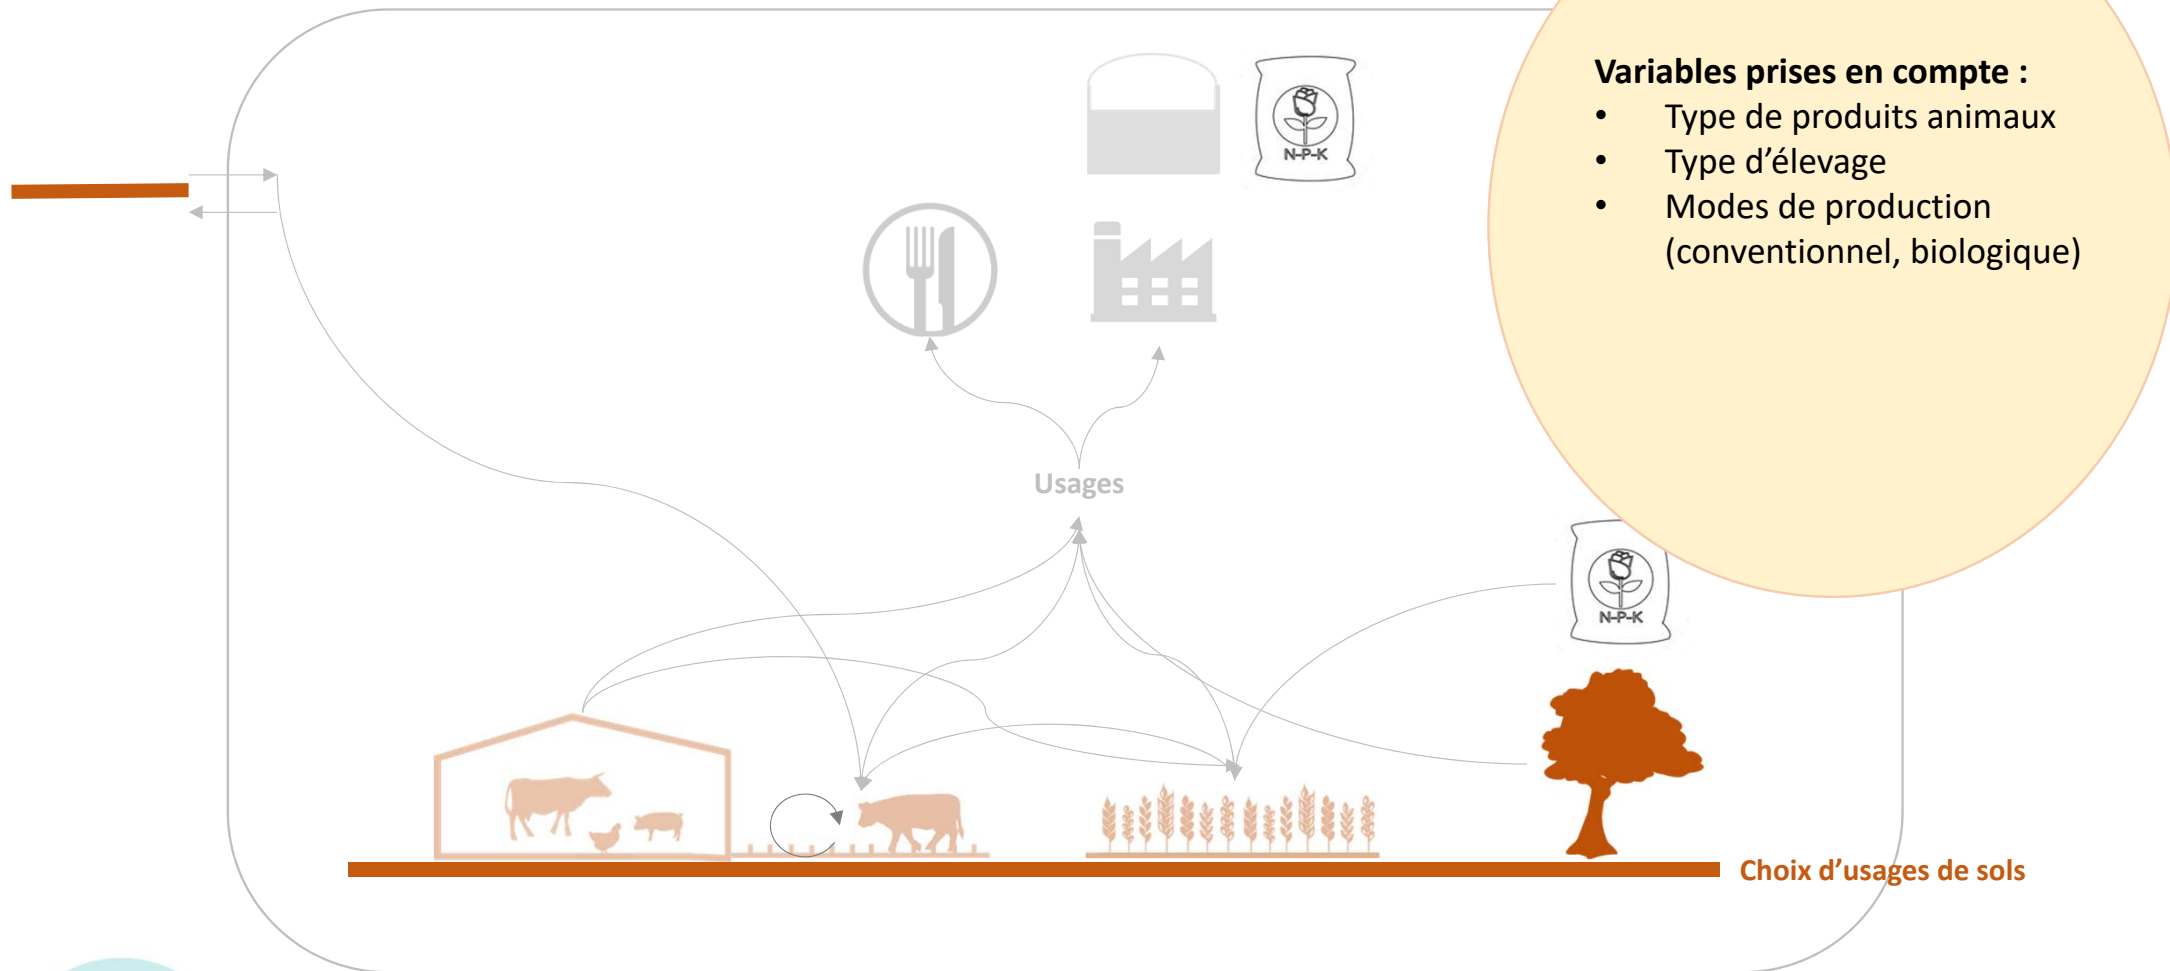 Variables prises en compte :
• Type de produits animaux
• Type d’élevage
• Modes de production
(conventionnel, biologique)
N-P-K
Usages
N-P-K
Choix d’usages de sols